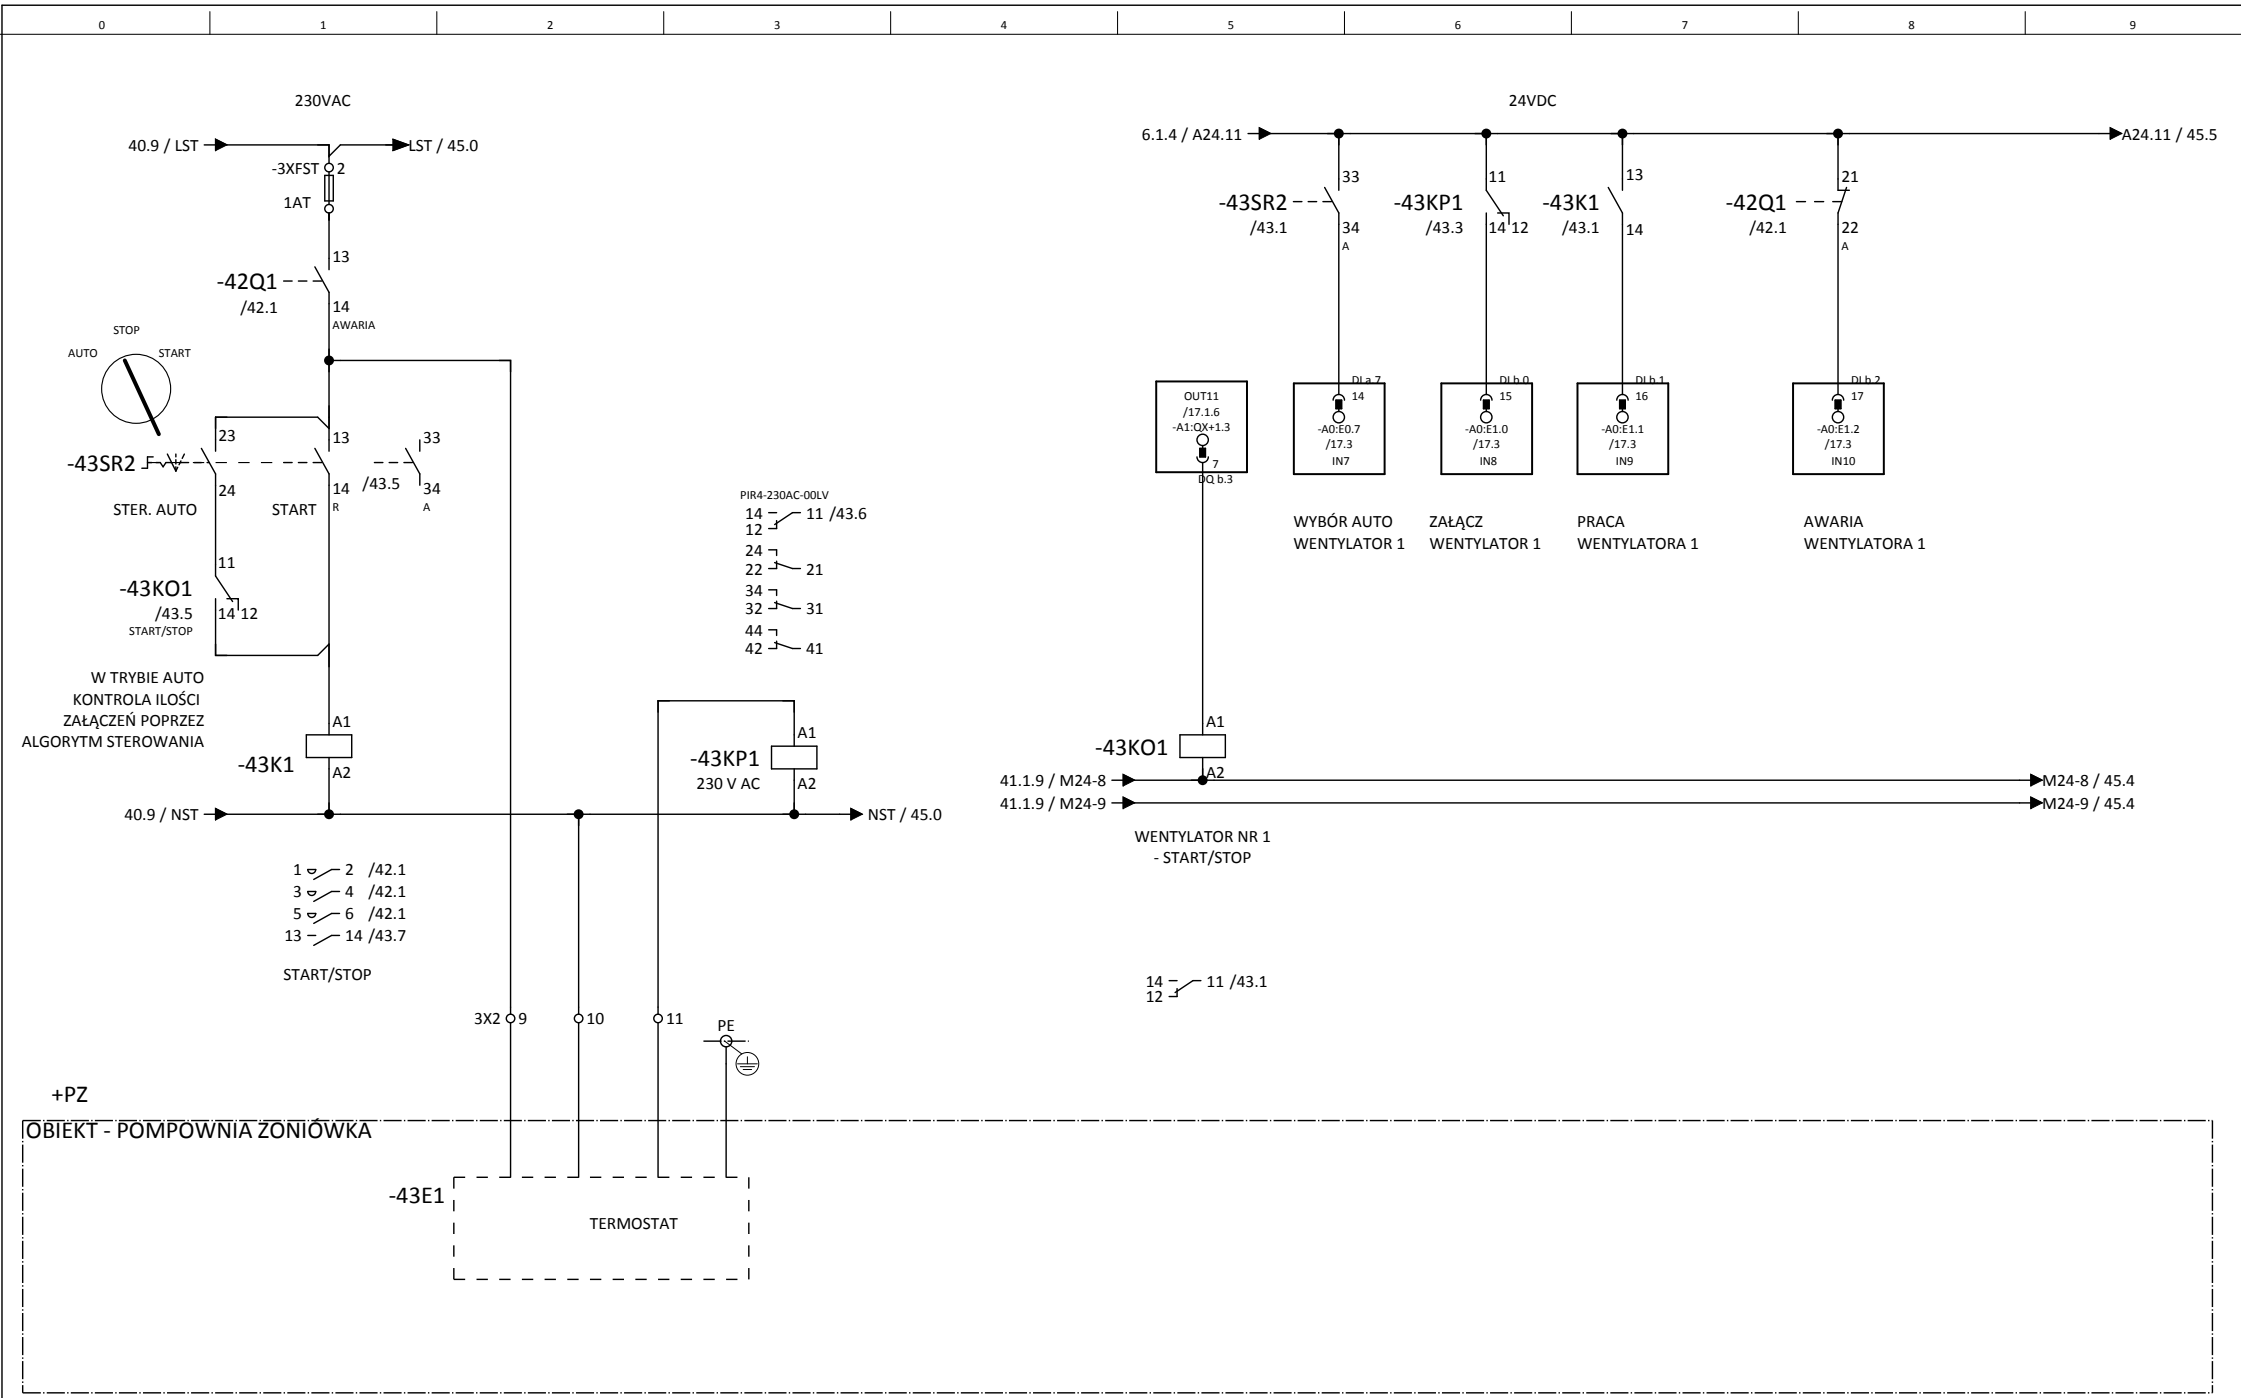 0 1 2 3 4 5 6 7 8 9
230VAC
40.9 / LST
LST / 45.0
-3XFST 2
1AT
13
-42Q1
/42.1
14
AWARIA
STOP
AUTO START
23 13 33
-43SR2
24 14 /43.5 34
R A
STER. AUTO START
11
-43KO1
/43.5
14 12
START/STOP
W TRYBIE AUTO
KONTROLA ILOŚCI
ZAŁĄCZEŃ POPRZEZ
ALGORYTM STEROWANIA
A1
-43K1
A2
40.9 / NST
NST / 45.0
1 2 /42.1
3 4 /42.1
5 6 /42.1
13 14 /43.7
START/STOP
PIR4-230AC-00LV
14 11 /43.6
12
24
22 21
34
32 31
44
42 41
A1
-43KP1
230 V AC A2
3X2 9 10 11
PE
24VDC
6.1.4 / A24.11
A24.11 / 45.5
33
-43SR2
/43.1 34
A
11
-43KP1
/43.3 14 12
13
-43K1
/43.1 14
21
-42Q1
/42.1 22
A
OUT11
/17.1.6
-A1:QX+1.3
7
DQ b.3
DI a.7
14
-A0:E0.7
/17.3
IN7
DI b.0
15
-A0:E1.0
/17.3
IN8
DI b.1
16
-A0:E1.1
/17.3
IN9
DI b.2
17
-A0:E1.2
/17.3
IN10
WYBÓR AUTO
WENTYLATOR 1
ZAŁĄCZ
WENTYLATOR 1
PRACA
WENTYLATORA 1
AWARIA
WENTYLATORA 1
A1
-43KO1
A2
41.1.9 / M24-8
M24-8 / 45.4
41.1.9 / M24-9
M24-9 / 45.4
WENTYLATOR NR 1
- START/STOP
14 11 /43.1
12
+PZ
OBIEKT - POMPOWNIA ZONIÓWKA
-43E1
TERMOSTAT